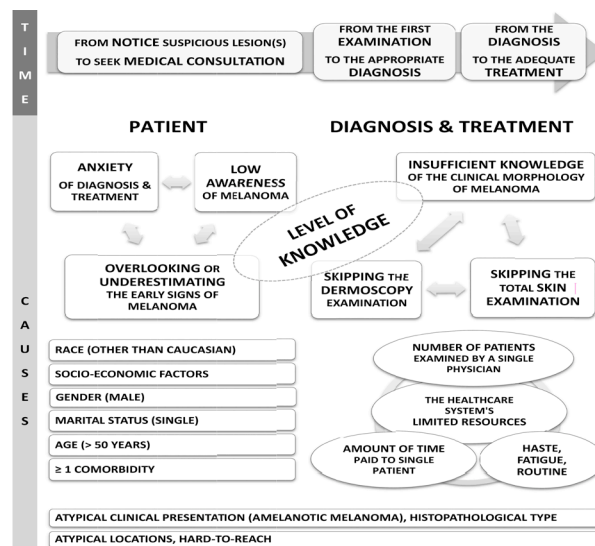 TIME
FROM NOTICE SUSPICIOUS LESION(S)
TO SEEK MEDICAL CONSULTATION
FROM THE FIRST
EXAMINATION
TO THE APPROPRIATE
DIAGNOSIS
FROM THE
DIAGNOSIS
TO THE ADEQUATE
TREATMENT
CAUSES
PATIENT
ANXIETY
OF DIAGNOSIS &
TREATMENT
LOW
AWARENESS
OF MELANOMA
OVERLOOKING OR
UNDERESTIMATING
THE EARLY SIGNS OF
MELANOMA
LEVEL OF
KNOWLEDGE
DIAGNOSIS & TREATMENT
INSUFFICIENT KNOWLEDGE
OF THE CLINICAL MORPHOLOGY
OF MELANOMA
SKIPPING THE
DERMOSCOPY
EXAMINATION
SKIPPING THE
TOTAL SKIN
EXAMINATION
RACE (OTHER THAN CAUCASIAN)
SOCIO-ECONOMIC FACTORS
GENDER (MALE)
MARITAL STATUS (SINGLE)
AGE (> 50 YEARS)
≥ 1 COMORBIDITY
NUMBER OF PATIENTS
EXAMINED BY A SINGLE
PHYSICIAN
THE HEALTHCARE
SYSTEM'S
LIMITED RESOURCES
AMOUNT OF TIME
PAID TO SINGLE
PATIENT
HASTE,
FATIGUE,
ROUTINE
ATYPICAL CLINICAL PRESENTATION (AMELANOTIC MELANOMA), HISTOPATHOLOGICAL TYPE
ATYPICAL LOCATIONS, HARD-TO-REACH